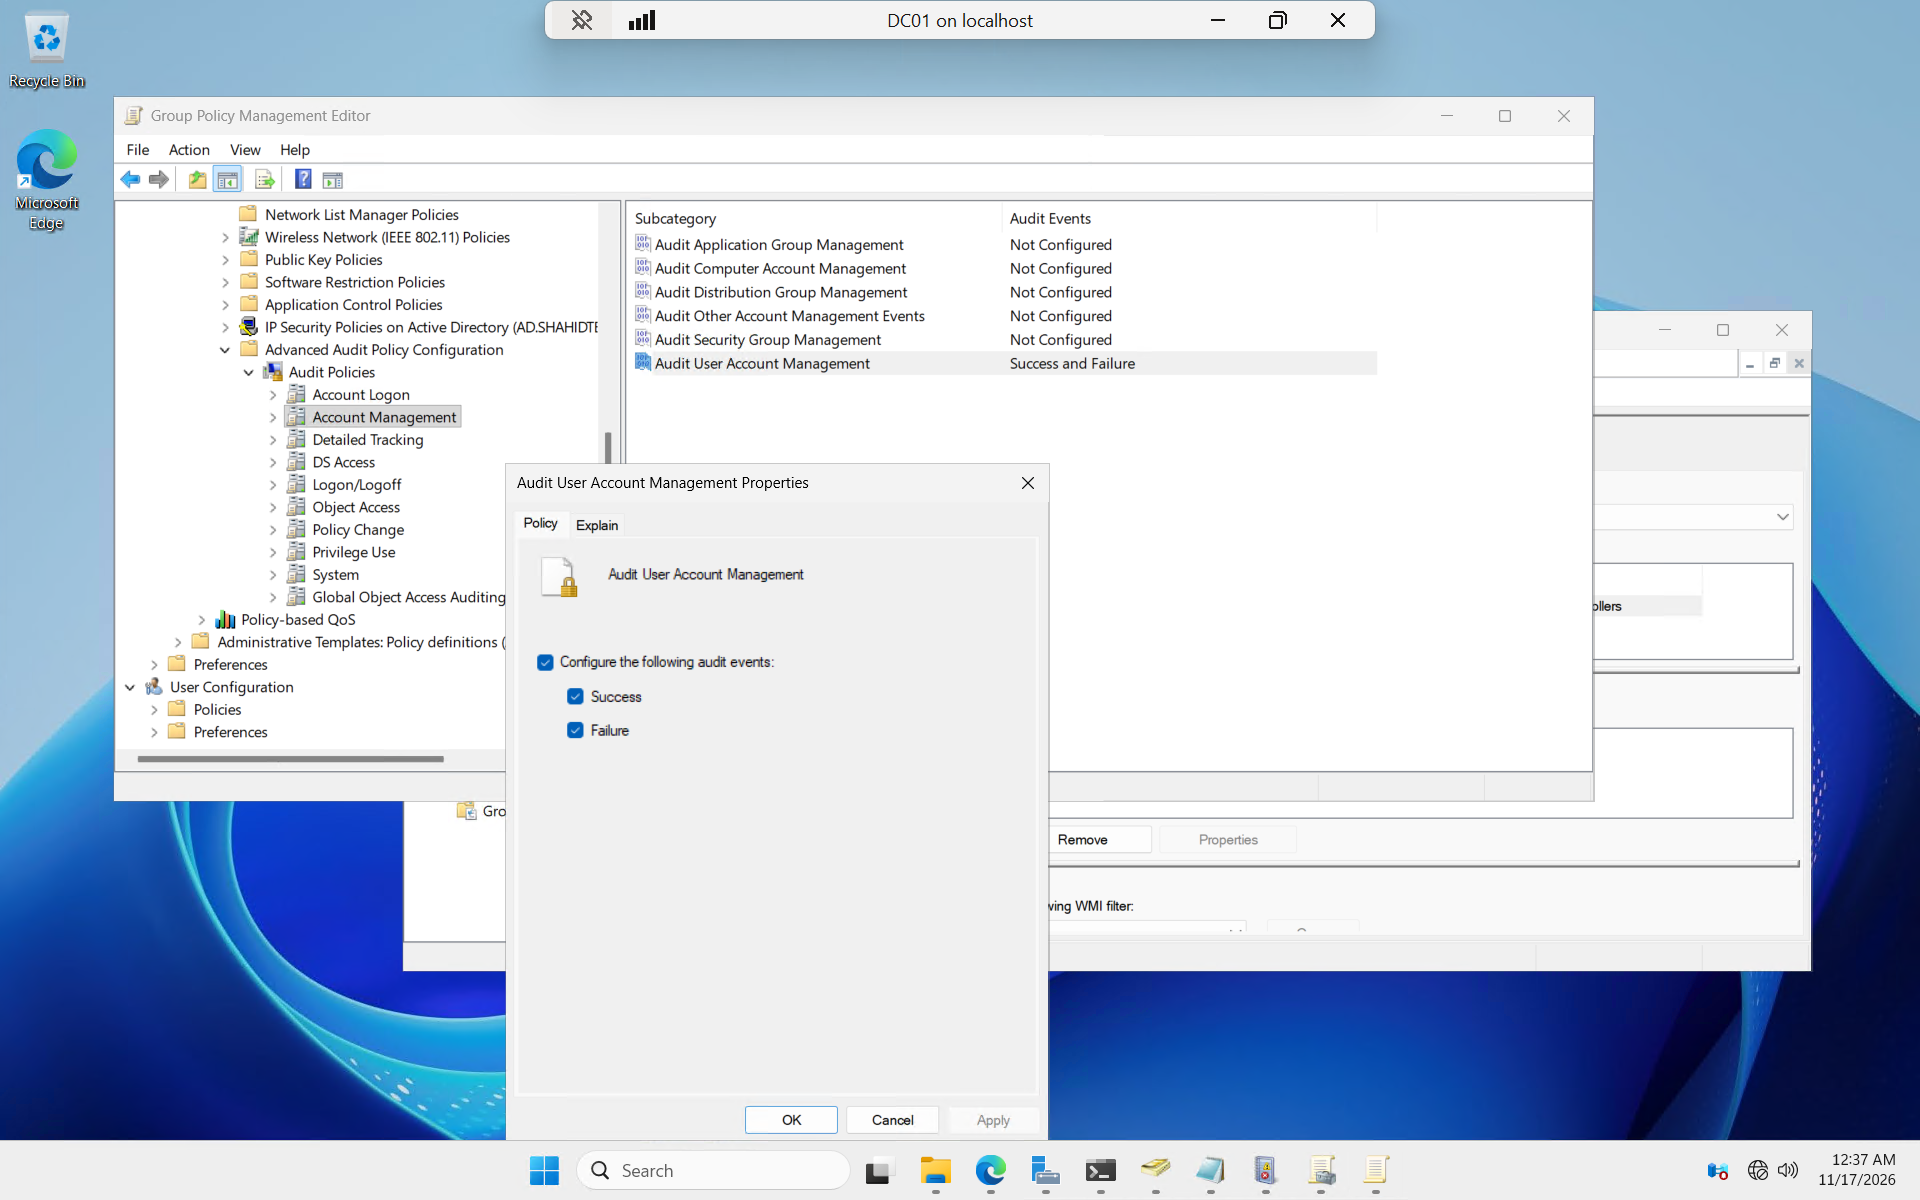 DC01 on localhost
Recycle Bin
Microsoft
Edge
Group Policy Management Editor
File Action View Help
Network List Manager Policies
Wireless Network (IEEE 802.11) Policies
Public Key Policies
Software Restriction Policies
Application Control Policies
IP Security Policies on Active Directory (AD.SHAHIDTE
Advanced Audit Policy Configuration
Audit Policies
Account Logon
Account Management
Detailed Tracking
DS Access
Logon/Logoff
Object Access
Policy Change
Privilege Use
System
Global Object Access Auditing
Policy-based QoS
Administrative Templates: Policy definitions (
Preferences
User Configuration
Policies
Preferences
Subcategory Audit Events
Audit Application Group Management Not Configured
Audit Computer Account Management Not Configured
Audit Distribution Group Management Not Configured
Audit Other Account Management Events Not Configured
Audit Security Group Management Not Configured
Audit User Account Management Success and Failure
Audit User Account Management Properties
Policy Explain
Audit User Account Management
Configure the following audit events:
Success
Failure
OK Cancel Apply
Gro
ollers
Remove Properties
wing WMI filter:
Search
12:37 AM
11/17/2026